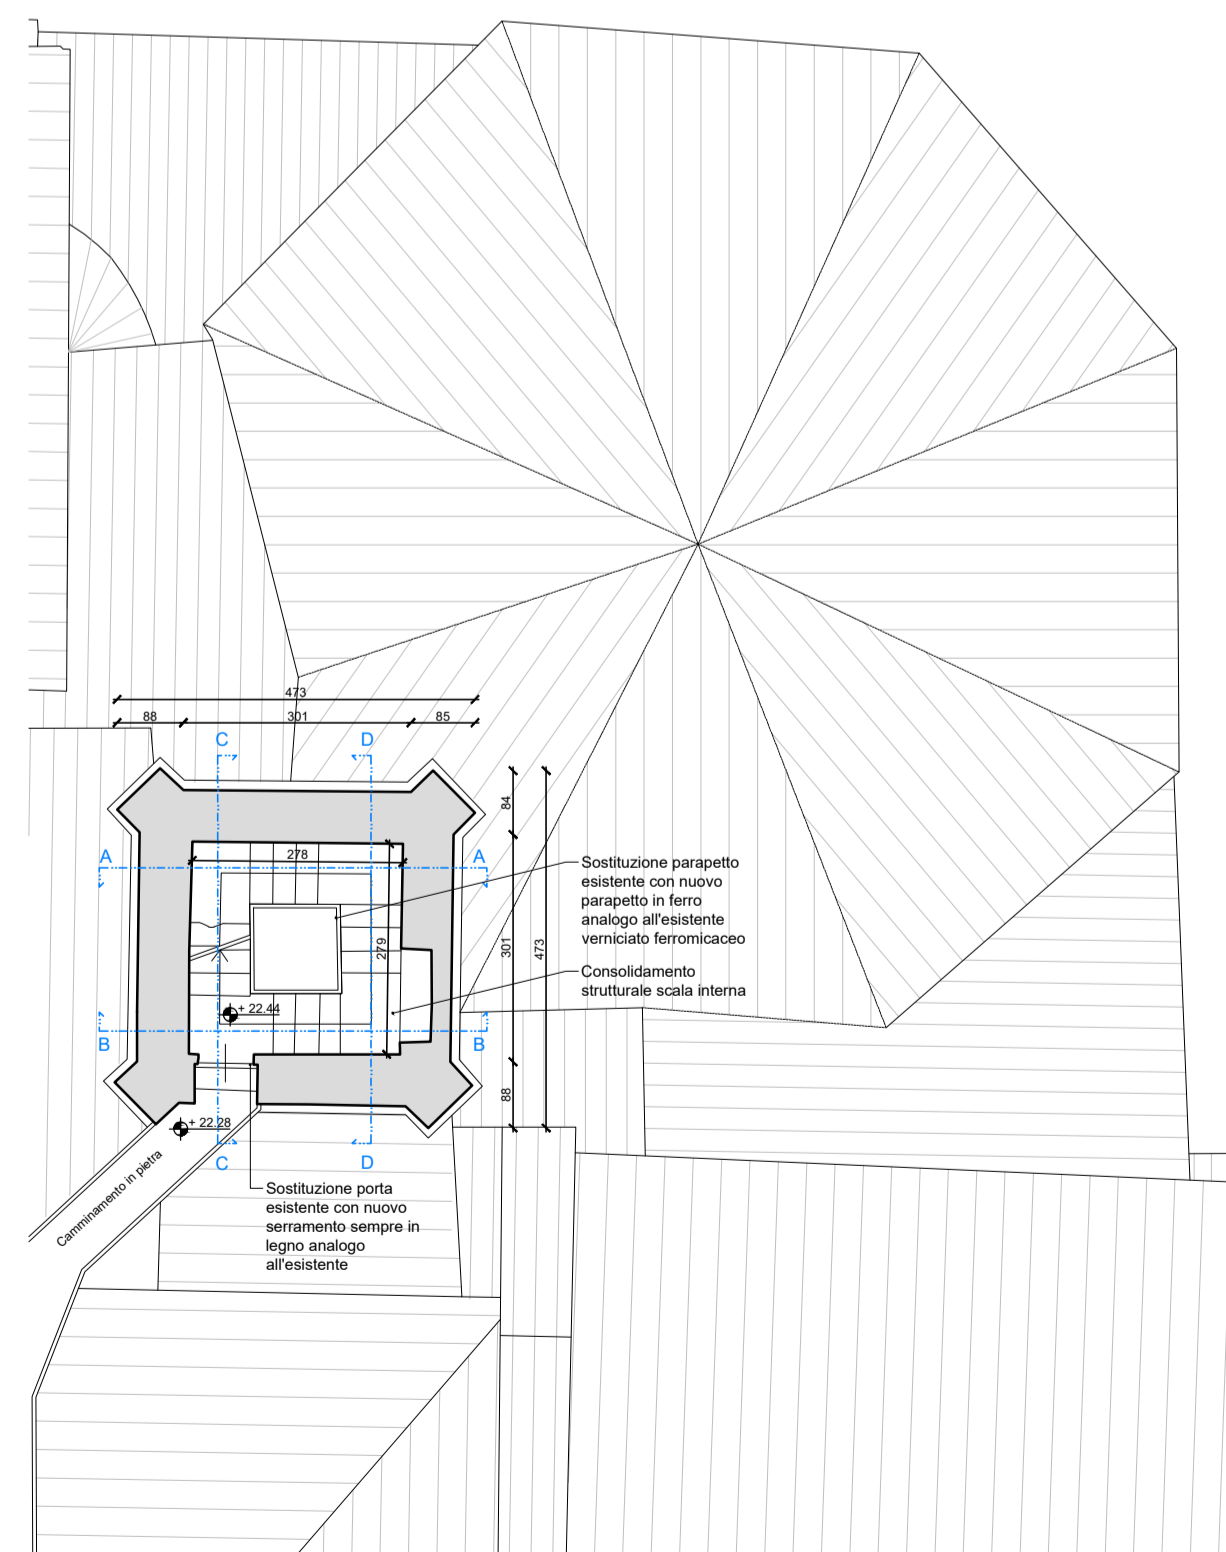 473
88 301 85
C D
84
A A
278
Sostituzione parapetto
esistente con nuovo
parapetto in ferro
analogo all'esistente
verniciato ferromicaceo
279
301
473
Consolidamento
strutturale scala interna
+ 22.44
B B
88
+ 22.28
C D
Camminamento in pietra
Sostituzione porta
esistente con nuovo
serramento sempre in
legno analogo
all'esistente